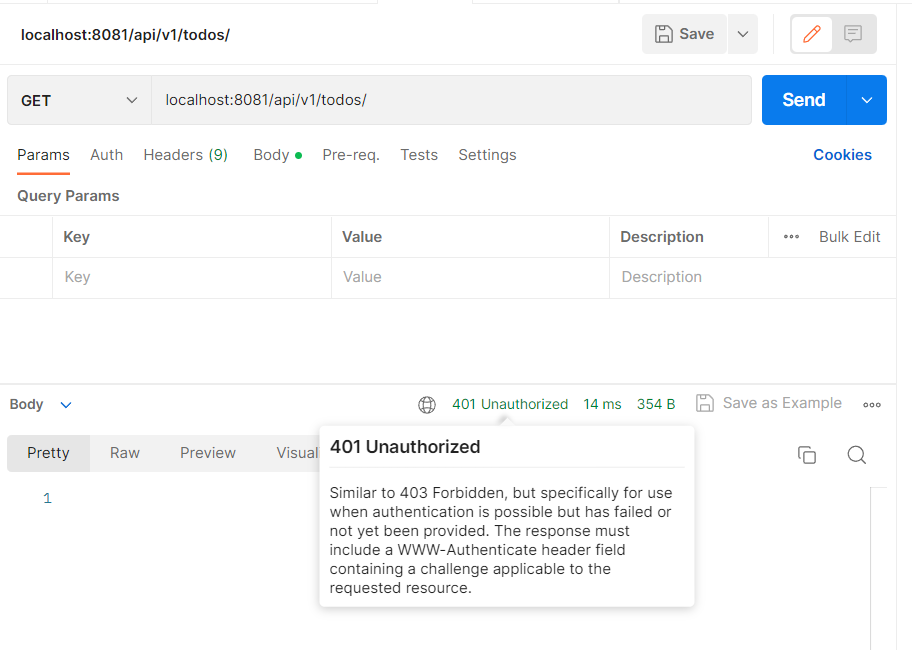 localhost:8081/api/v1/todos/
Save
GET
localhost:8081/api/v1/todos/
Send
Params Auth Headers (9) Body Pre-req. Tests Settings Cookies
Query Params
Key Value Description Bulk Edit
Key Value Description
Body 401 Unauthorized 14 ms 354 B Save as Example
Pretty Raw Preview Visual
401 Unauthorized
1
Similar to 403 Forbidden, but specifically for use
when authentication is possible but has failed or
not yet been provided. The response must
include a WWW-Authenticate header field
containing a challenge applicable to the
requested resource.